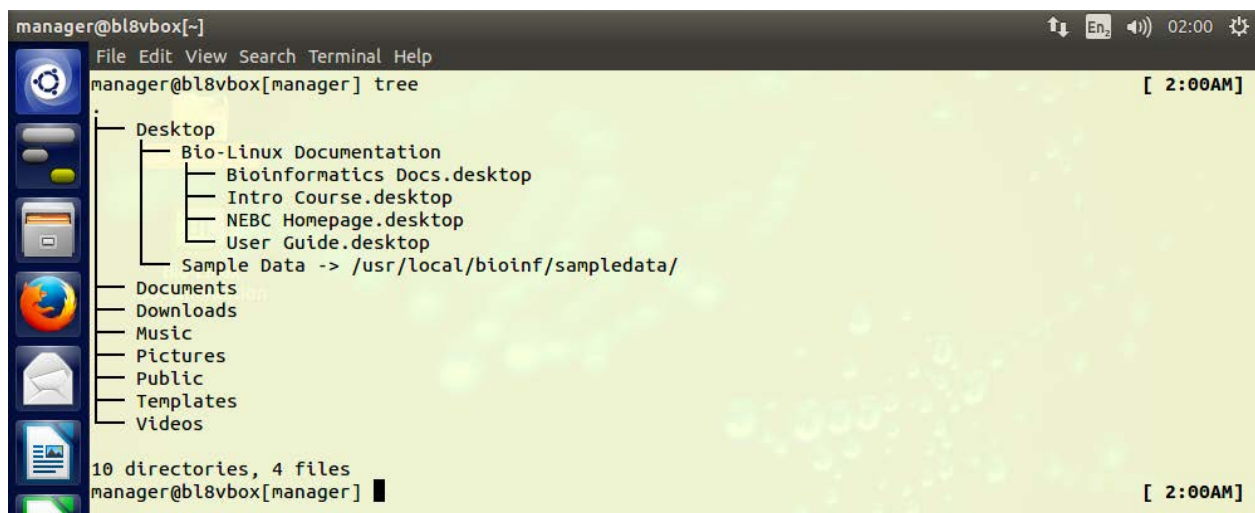 manager@bl8vbox[~] En2 02:00
File Edit View Search Terminal Help
manager@bl8vbox[manager] tree [ 2:00AM]
.
├── Desktop
│   ├── Bio-Linux Documentation
│   │   ├── Bioinformatics Docs.desktop
│   │   ├── Intro Course.desktop
│   │   ├── NEBC Homepage.desktop
│   │   └── User Guide.desktop
│   └── Sample Data -> /usr/local/bioinf/sampledata/
├── Documents
├── Downloads
├── Music
├── Pictures
├── Public
├── Templates
└── Videos

10 directories, 4 files
manager@bl8vbox[manager] [ 2:00AM]